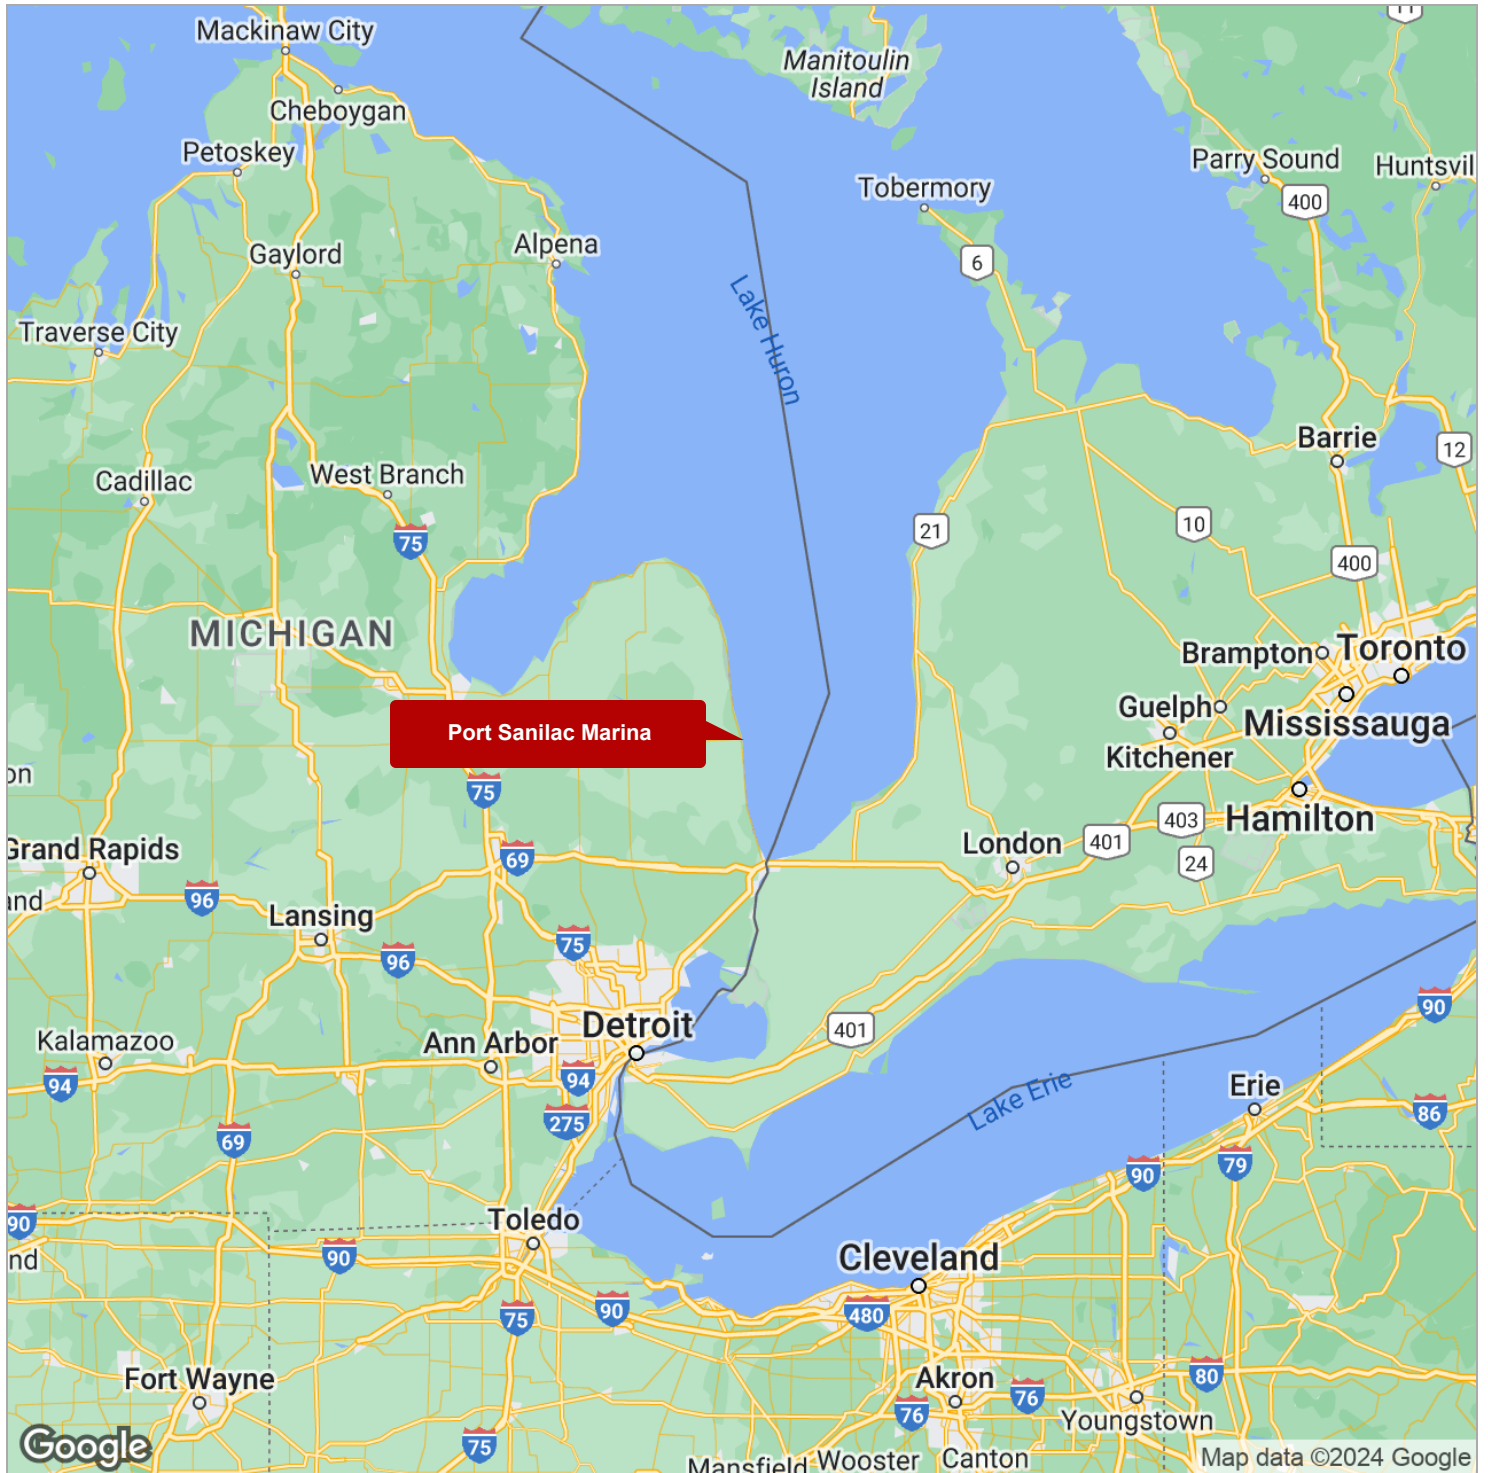 11
Mackinaw City
Manitoulin
Island
Cheboygan
Petoskey
Parry Sound
Huntsvil
Tobermory
400
Gaylord
Alpena
6
Lake Huron
Traverse City
Barrie
12
West Branch
Cadillac
21
10
75
400
MICHIGAN
Brampton
Toronto
Guelph
Mississauga
Port Sanilac Marina
Kitchener
on
75
Hamilton
403
401
London
Grand Rapids
69
24
96
and
Lansing
75
96
90
Detroit
401
Kalamazoo
Ann Arbor
94
94
Lake Erie
Erie
86
275
69
79
90
90
Toledo
nd
90
Cleveland
75
90
480
Fort Wayne
Akron
80
76
76
Youngstown
75
Google
Mansfield
Wooster
Canton
Map data ©2024 Google